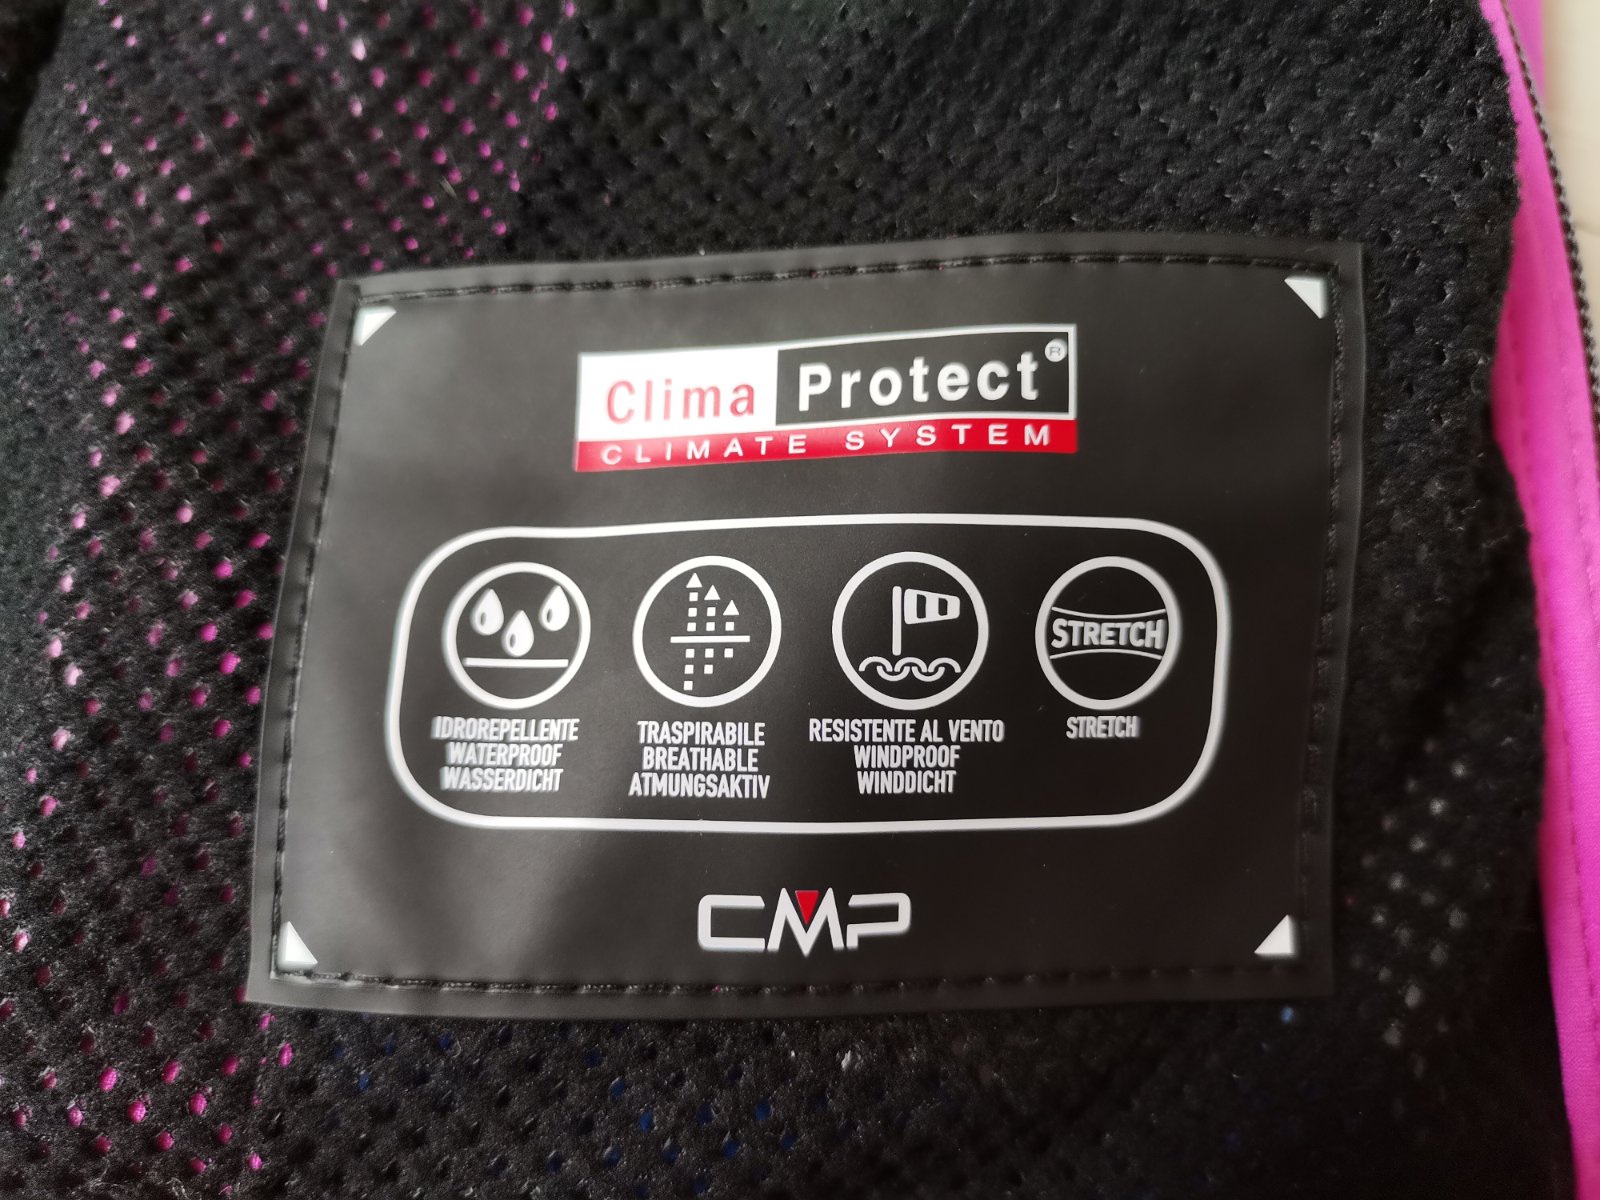 Clima Protect®
CLIMATE SYSTEM
STRETCH
IDROREPELLENTE
WATERPROOF
WASSERDICHT
TRASPIRABILE
BREATHABLE
ATMUNGSAKTIV
RESISTENTE AL VENTO
WINDPROOF
WINDDICHT
STRETCH
CMP